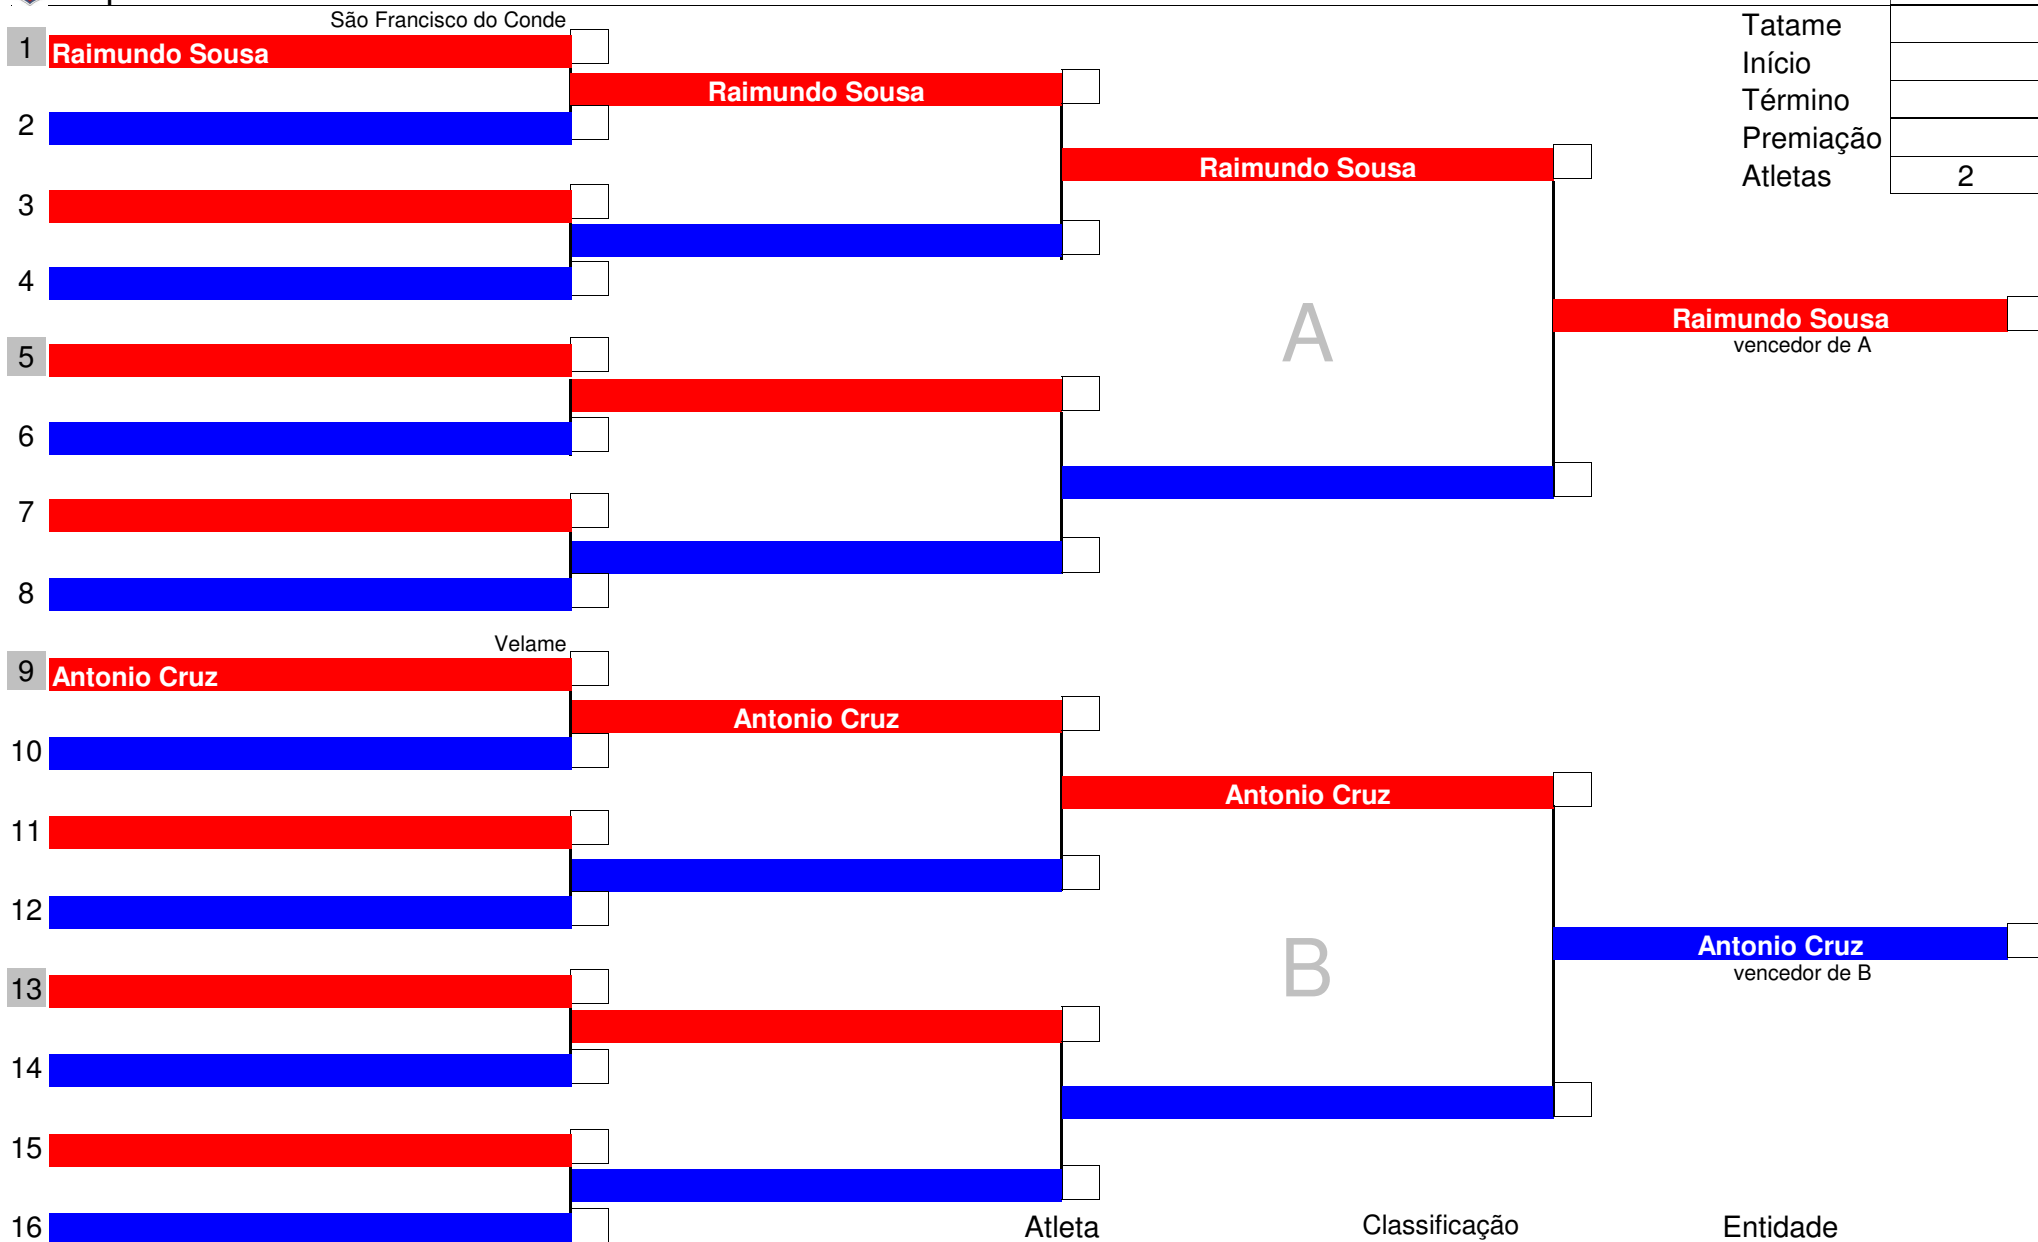 São Francisco do Conde
1 Raimundo Sousa
Raimundo Sousa
2
Raimundo Sousa
3
4
5
6
7
8
A
Raimundo Sousa
vencedor de A
Tatame
Início
Término
Premiação
Atletas 2
Velame
9 Antonio Cruz
Antonio Cruz
10
Antonio Cruz
11
12
13
14
15
16
B
Antonio Cruz
vencedor de B
Atleta Classificação Entidade